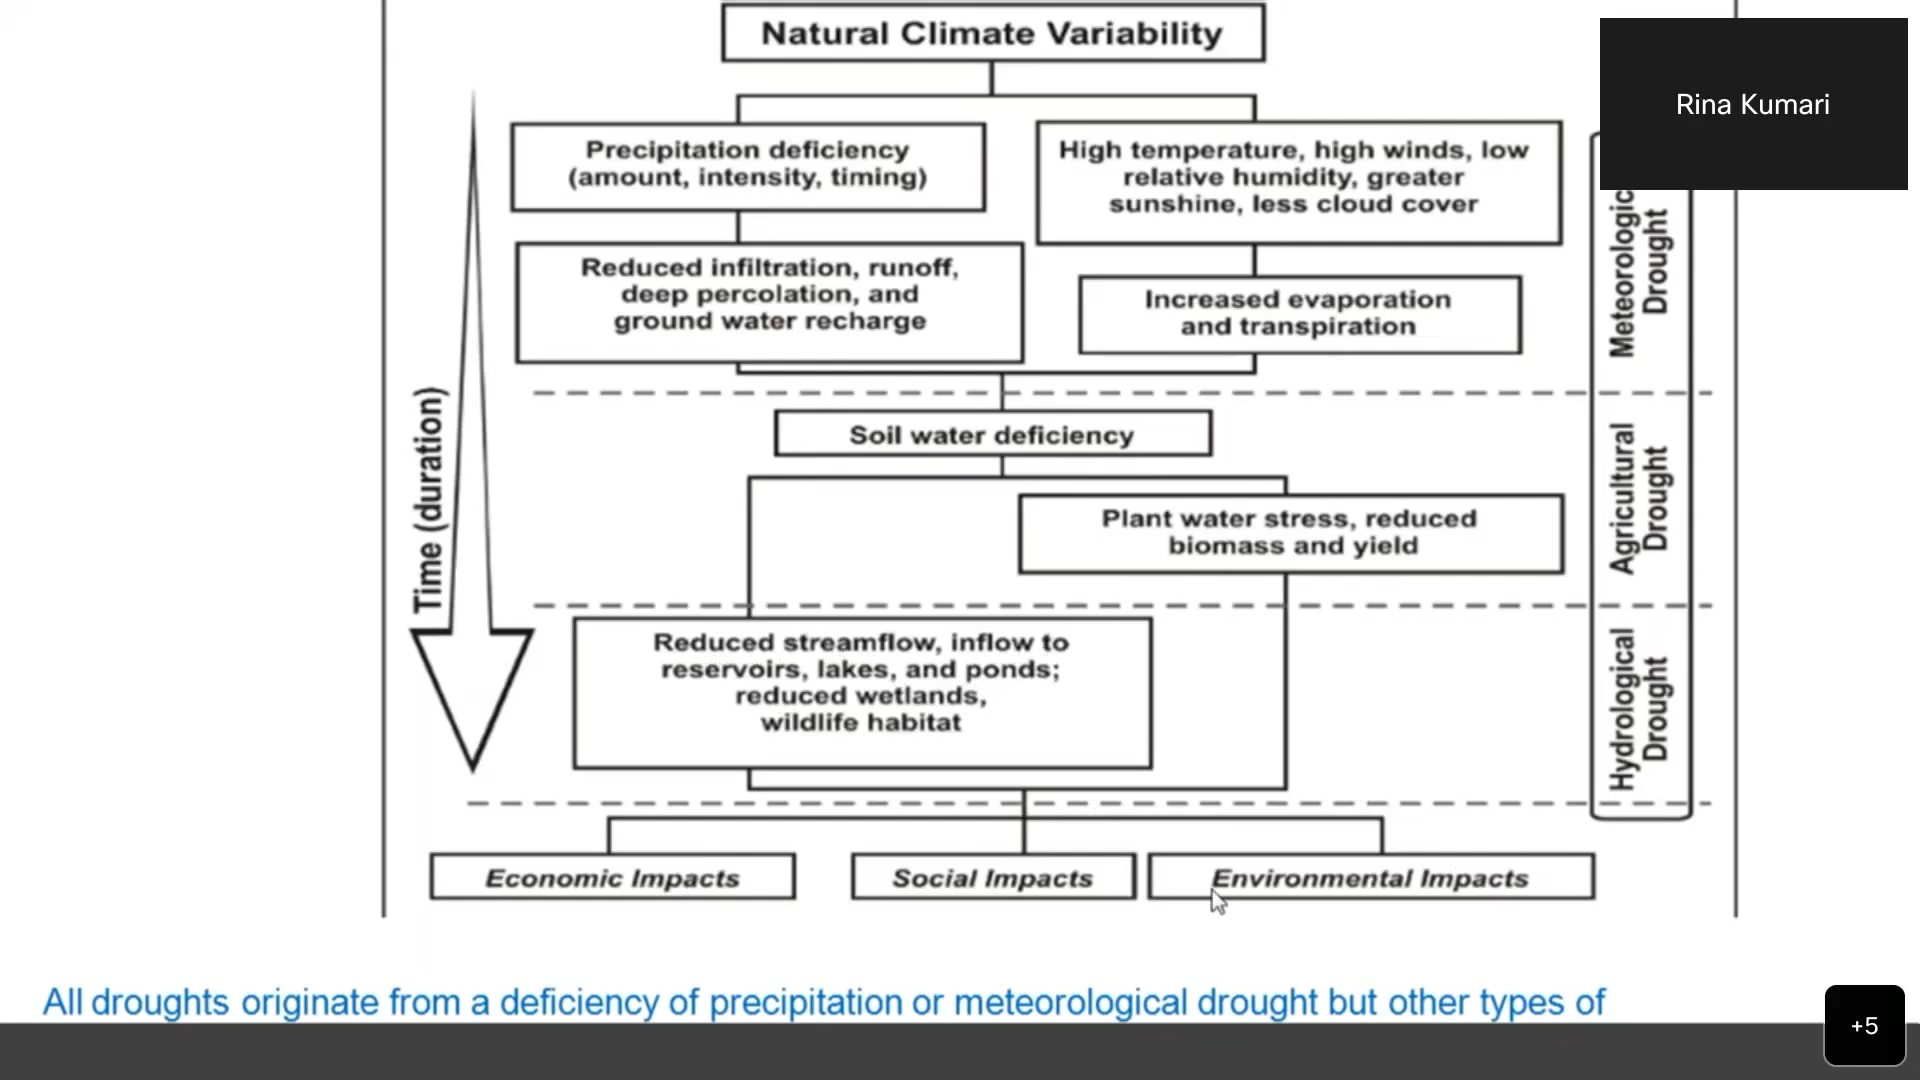 Natural Climate Variability
Rina Kumari
Precipitation deficiency
(amount, intensity, timing)
High temperature, high winds, low
relative humidity, greater
sunshine, less cloud cover
Reduced infiltration, runoff,
deep percolation, and
ground water recharge
Increased evaporation
and transpiration
Meteorologic
Drought
Time (duration)
Soil water deficiency
Plant water stress, reduced
biomass and yield
Agricultural
Drought
Reduced streamflow, inflow to
reservoirs, lakes, and ponds;
reduced wetlands,
wildlife habitat
Hydrological
Drought
Economic Impacts
Social Impacts
Environmental Impacts
All droughts originate from a deficiency of precipitation or meteorological drought but other types of
+5